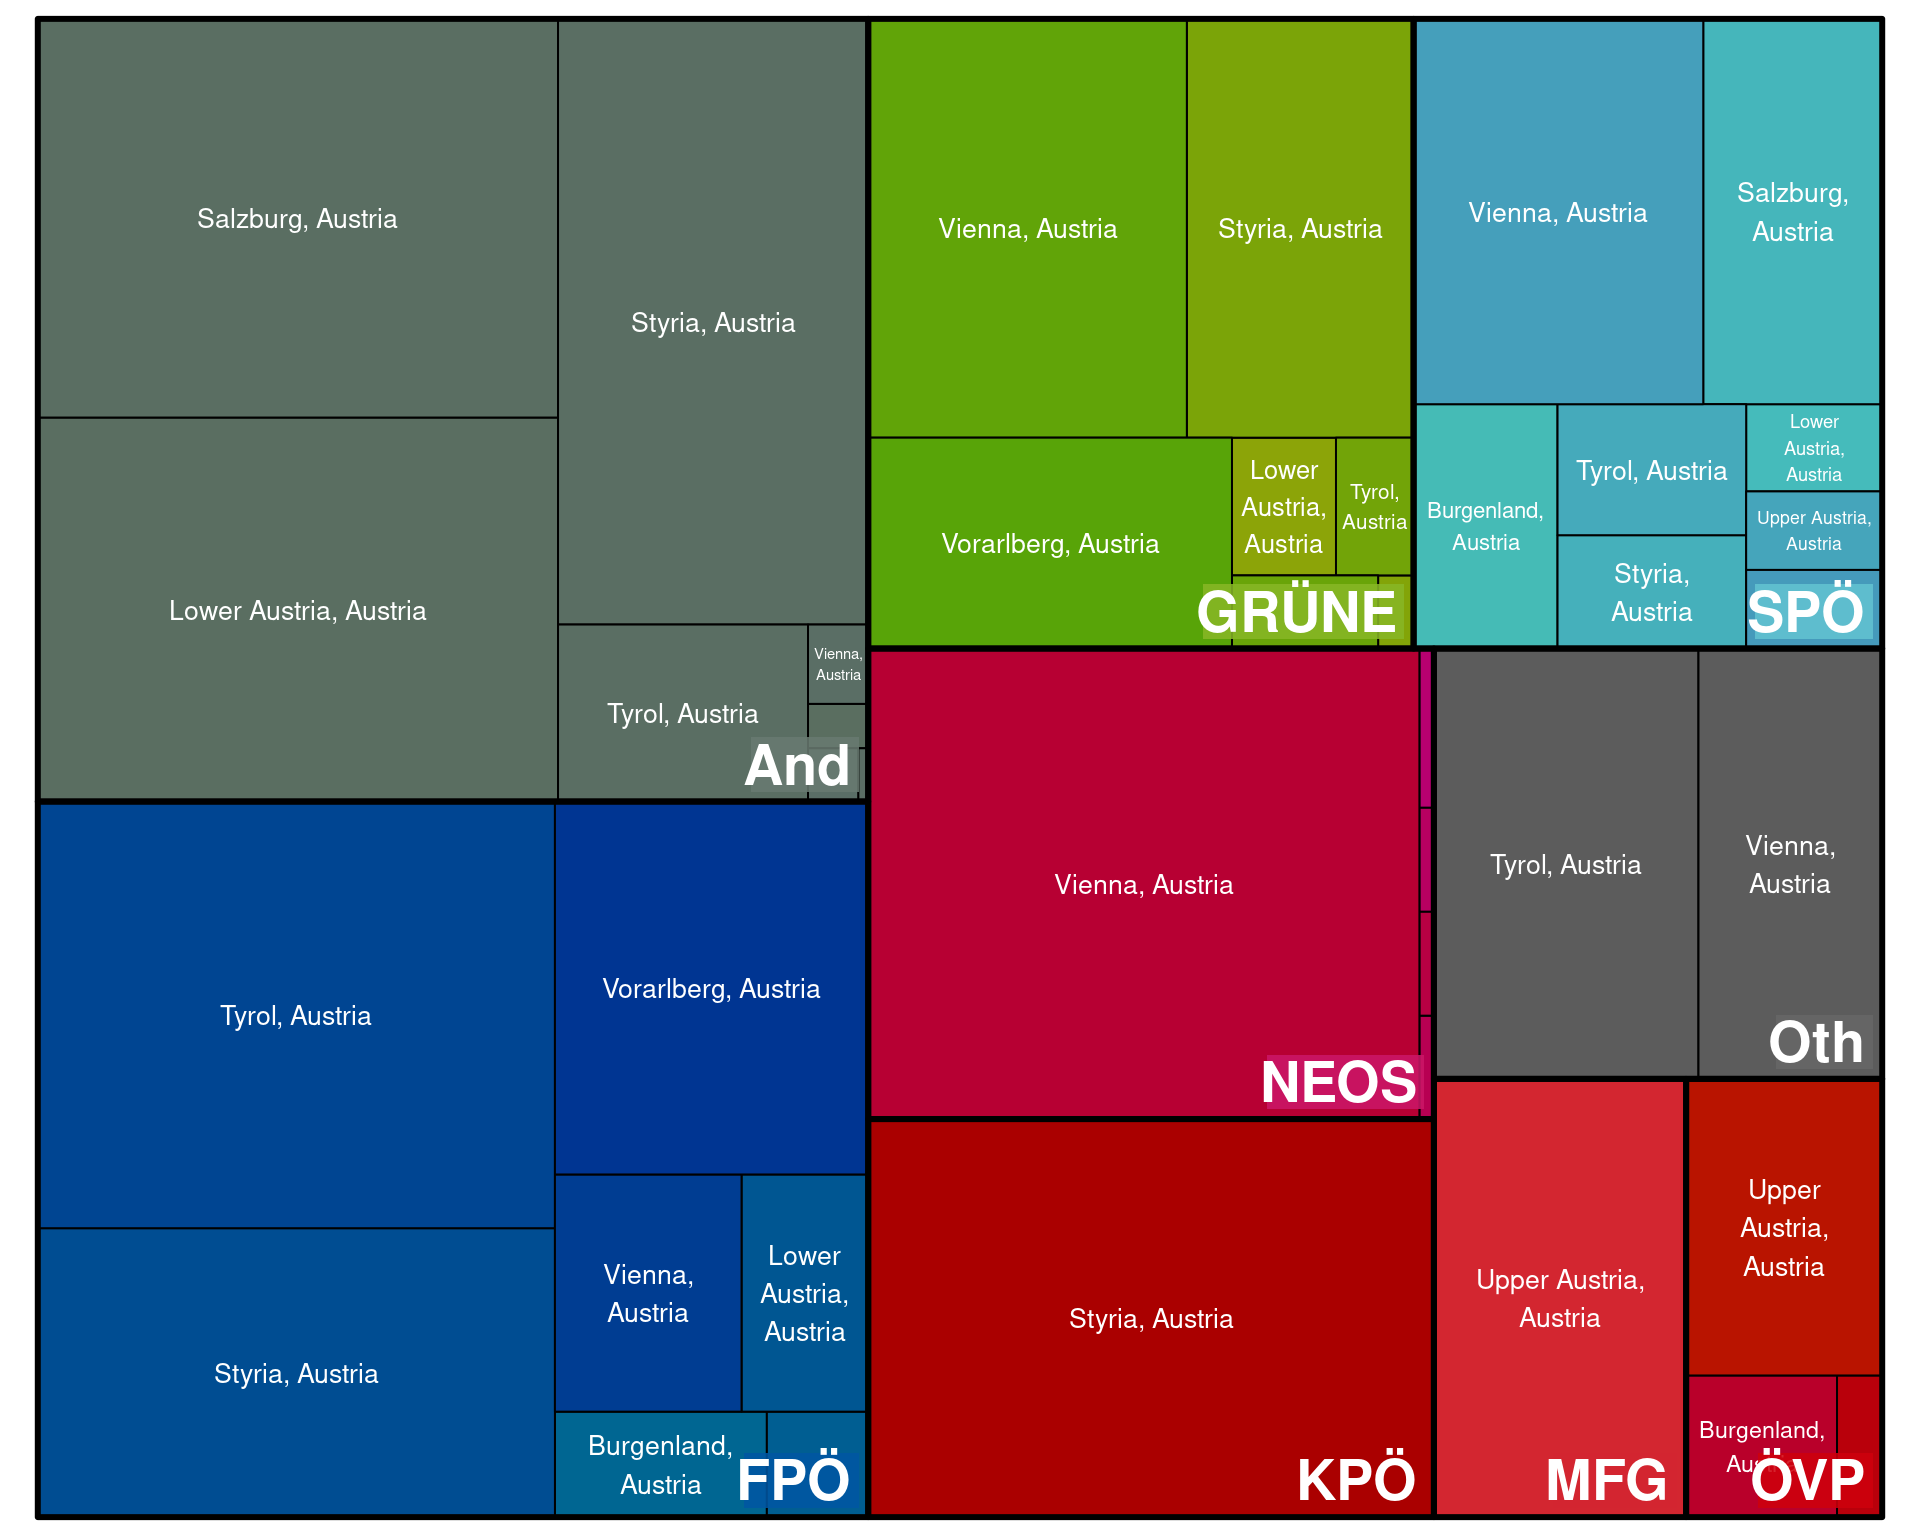 Salzburg, Austria
Styria, Austria
Lower Austria, Austria
Tyrol, Austria
Vienna,
Austria
And
Vienna, Austria
Styria, Austria
Vorarlberg, Austria
Lower
Austria,
Austria
Tyrol,
Austria
GRÜNE
Vienna, Austria
Salzburg,
Austria
Burgenland,
Austria
Tyrol, Austria
Styria,
Austria
Lower
Austria,
Austria
Upper Austria,
Austria
SPÖ
Tyrol, Austria
Vorarlberg, Austria
Styria, Austria
Vienna,
Austria
Lower
Austria,
Austria
Burgenland,
Austria
FPÖ
Vienna, Austria
NEOS
Tyrol, Austria
Vienna,
Austria
Oth
Styria, Austria
KPÖ
Upper Austria,
Austria
MFG
Upper
Austria,
Austria
Burgenland,
ÖVP